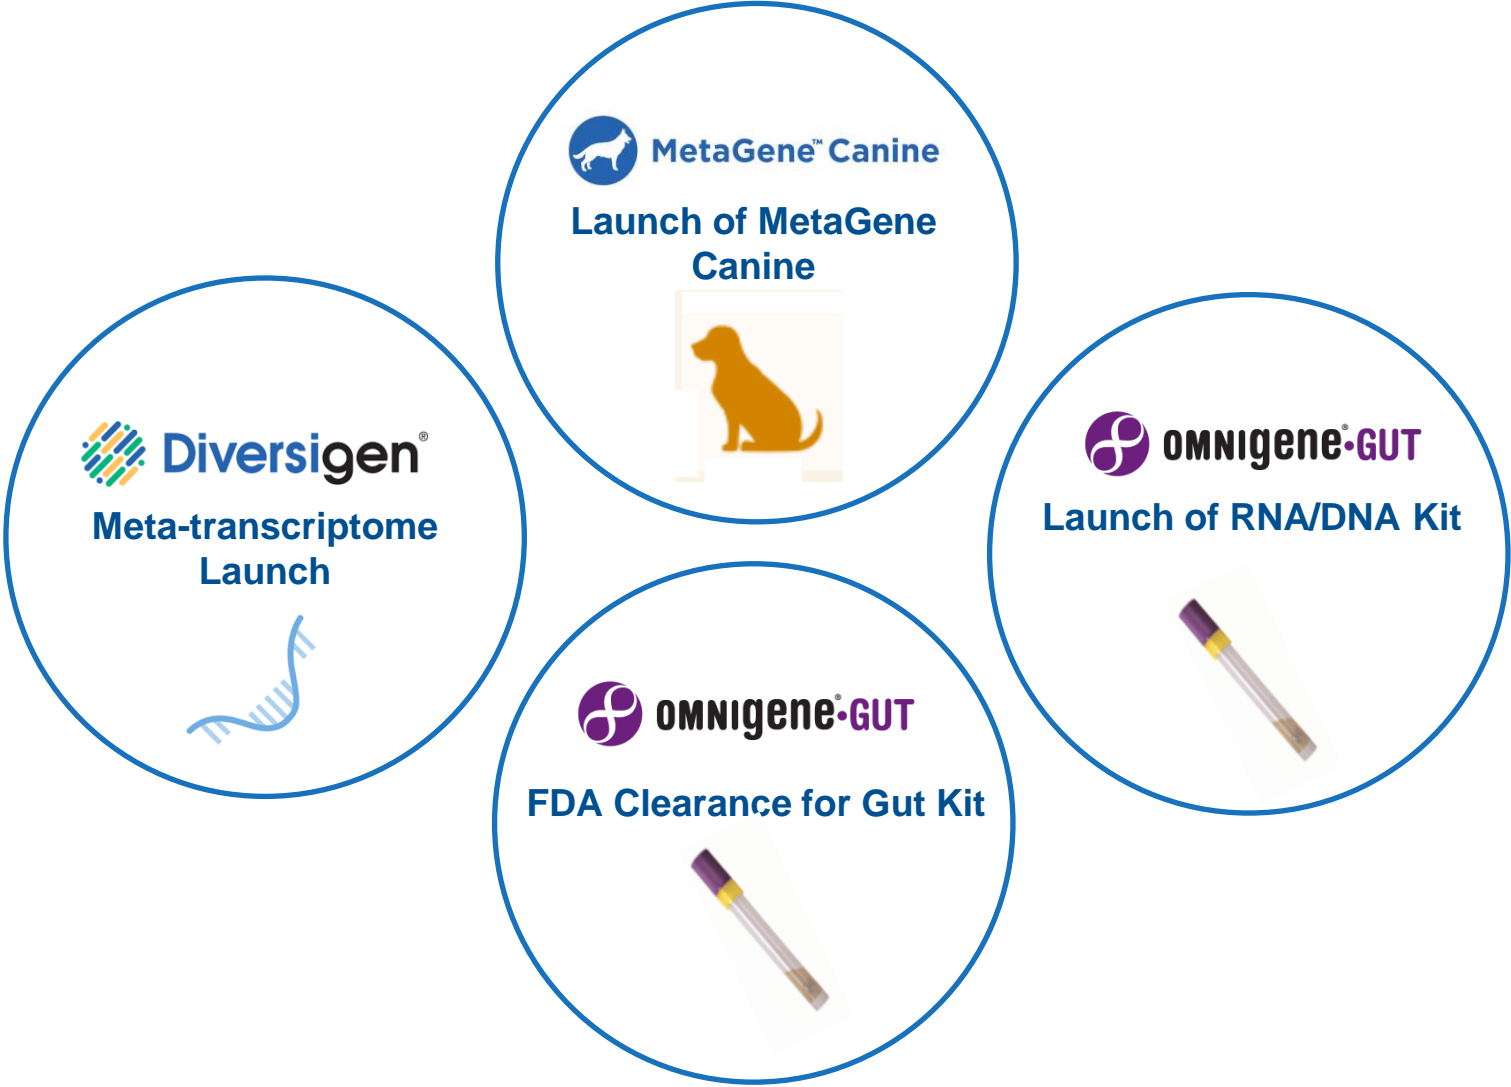 MetaGene™ Canine
Launch of MetaGene
Canine
Diversigen®
Meta-transcriptome
Launch
OMNIgene®•GUT
Launch of RNA/DNA Kit
OMNIgene®•GUT
FDA Clearance for Gut Kit